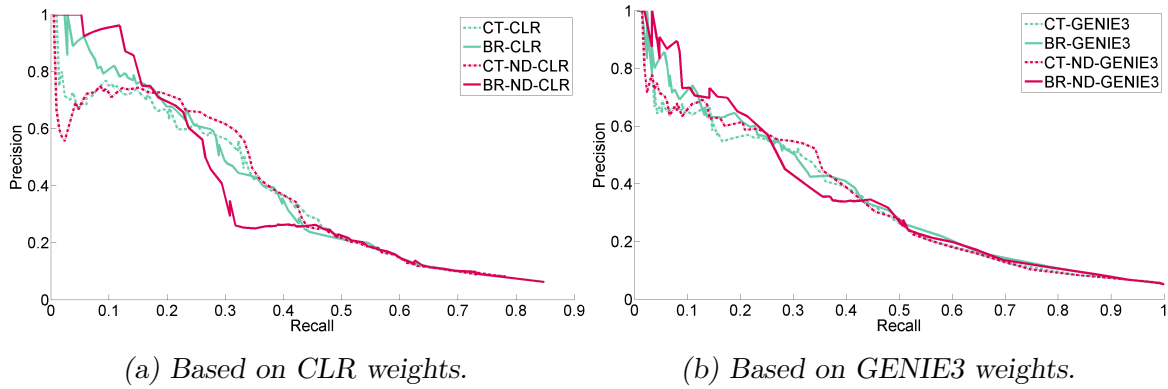 CT-CLR
BR-CLR
CT-ND-CLR
BR-ND-CLR
Precision
1
0.8
0.6
0.4
0.2
0
0 0.1 0.2 0.3 0.4 0.5 0.6 0.7 0.8 0.9
Recall
(a) Based on CLR weights.
CT-GENIE3
BR-GENIE3
CT-ND-GENIE3
BR-ND-GENIE3
Precision
1
0.8
0.6
0.4
0.2
0
0 0.1 0.2 0.3 0.4 0.5 0.6 0.7 0.8 0.9 1
Recall
(b) Based on GENIE3 weights.